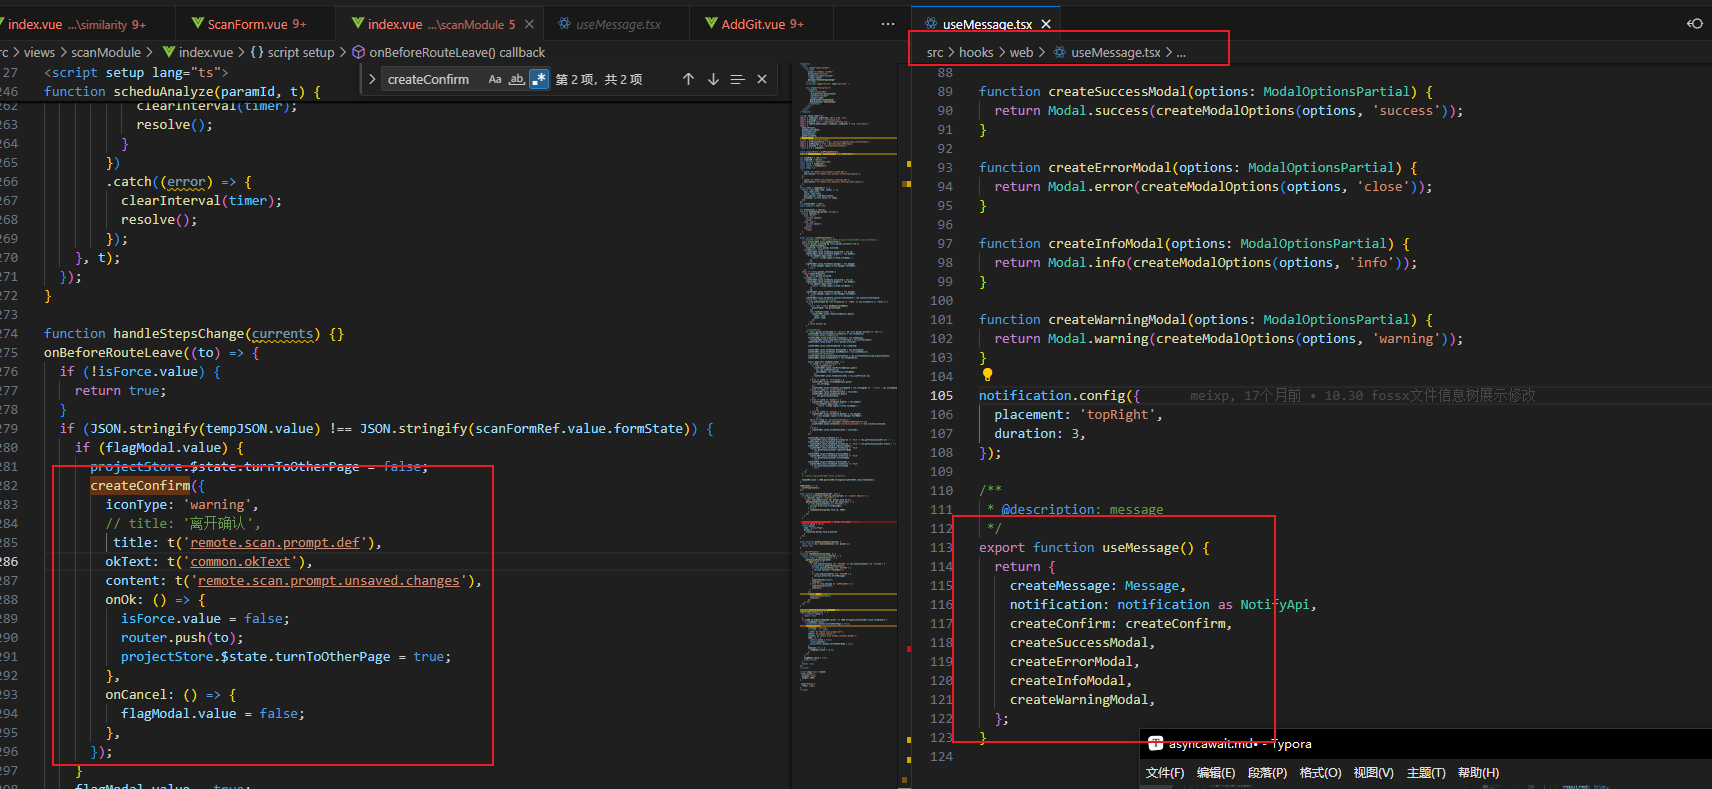 index.vue ...\similarity 9+
ScanForm.vue 9+
index.vue ...\scanModule 5
useMessage.tsx
AddGit.vue 9+
useMessage.tsx
rc > views > scanModule > index.vue > {} script setup > onBeforeRouteLeave() callback
createConfirm
Aa
ab
第 2 项, 共 2 项
src > hooks > web > useMessage.tsx > ...
27 <script setup lang="ts">
246 function scheduAnalyze(paramId, t) {
262 clearInterval(timer);
263 resolve();
264 }
265 })
266 .catch((error) => {
267 clearInterval(timer);
268 resolve();
269 });
270 }, t);
271 });
272 }
273
274 function handleStepsChange(currents) {}
275 onBeforeRouteLeave((to) => {
276 if (!isForce.value) {
277 return true;
278 }
279 if (JSON.stringify(tempJSON.value) !== JSON.stringify(scanFormRef.value.formState)) {
280 if (flagModal.value) {
281 projectStore.$state.turnToOtherPage = false;
282 createConfirm({
283 iconType: 'warning',
284 // title: '离开确认',
285 title: t('remote.scan.prompt.def'),
286 okText: t('common.okText'),
287 content: t('remote.scan.prompt.unsaved.changes'),
288 onOk: () => {
289 isForce.value = false;
290 router.push(to);
291 projectStore.$state.turnToOtherPage = true;
292 },
293 onCancel: () => {
294 flagModal.value = false;
295 },
296 });
297 }
298 flagModal.value = true;
88
89 function createSuccessModal(options: ModalOptionsPartial) {
90 return Modal.success(createModalOptions(options, 'success'));
91 }
92
93 function createErrorModal(options: ModalOptionsPartial) {
94 return Modal.error(createModalOptions(options, 'close'));
95 }
96
97 function createInfoModal(options: ModalOptionsPartial) {
98 return Modal.info(createModalOptions(options, 'info'));
99 }
100
101 function createWarningModal(options: ModalOptionsPartial) {
102 return Modal.warning(createModalOptions(options, 'warning'));
103 }
104
105 notification.config({ meixp, 17个月前 • 10.30 fossx文件信息树展示修改
106 placement: 'topRight',
107 duration: 3,
108 });
109
110 /**
111 * @description: message
112 */
113 export function useMessage() {
114 return {
115 createMessage: Message,
116 notification: notification as NotifyApi,
117 createConfirm: createConfirm,
118 createSuccessModal,
119 createErrorModal,
120 createInfoModal,
121 createWarningModal,
122 };
123 }
124
asyncawait.md• - Typora
文件(F) 编辑(E) 段落(P) 格式(O) 视图(V) 主题(T) 帮助(H)